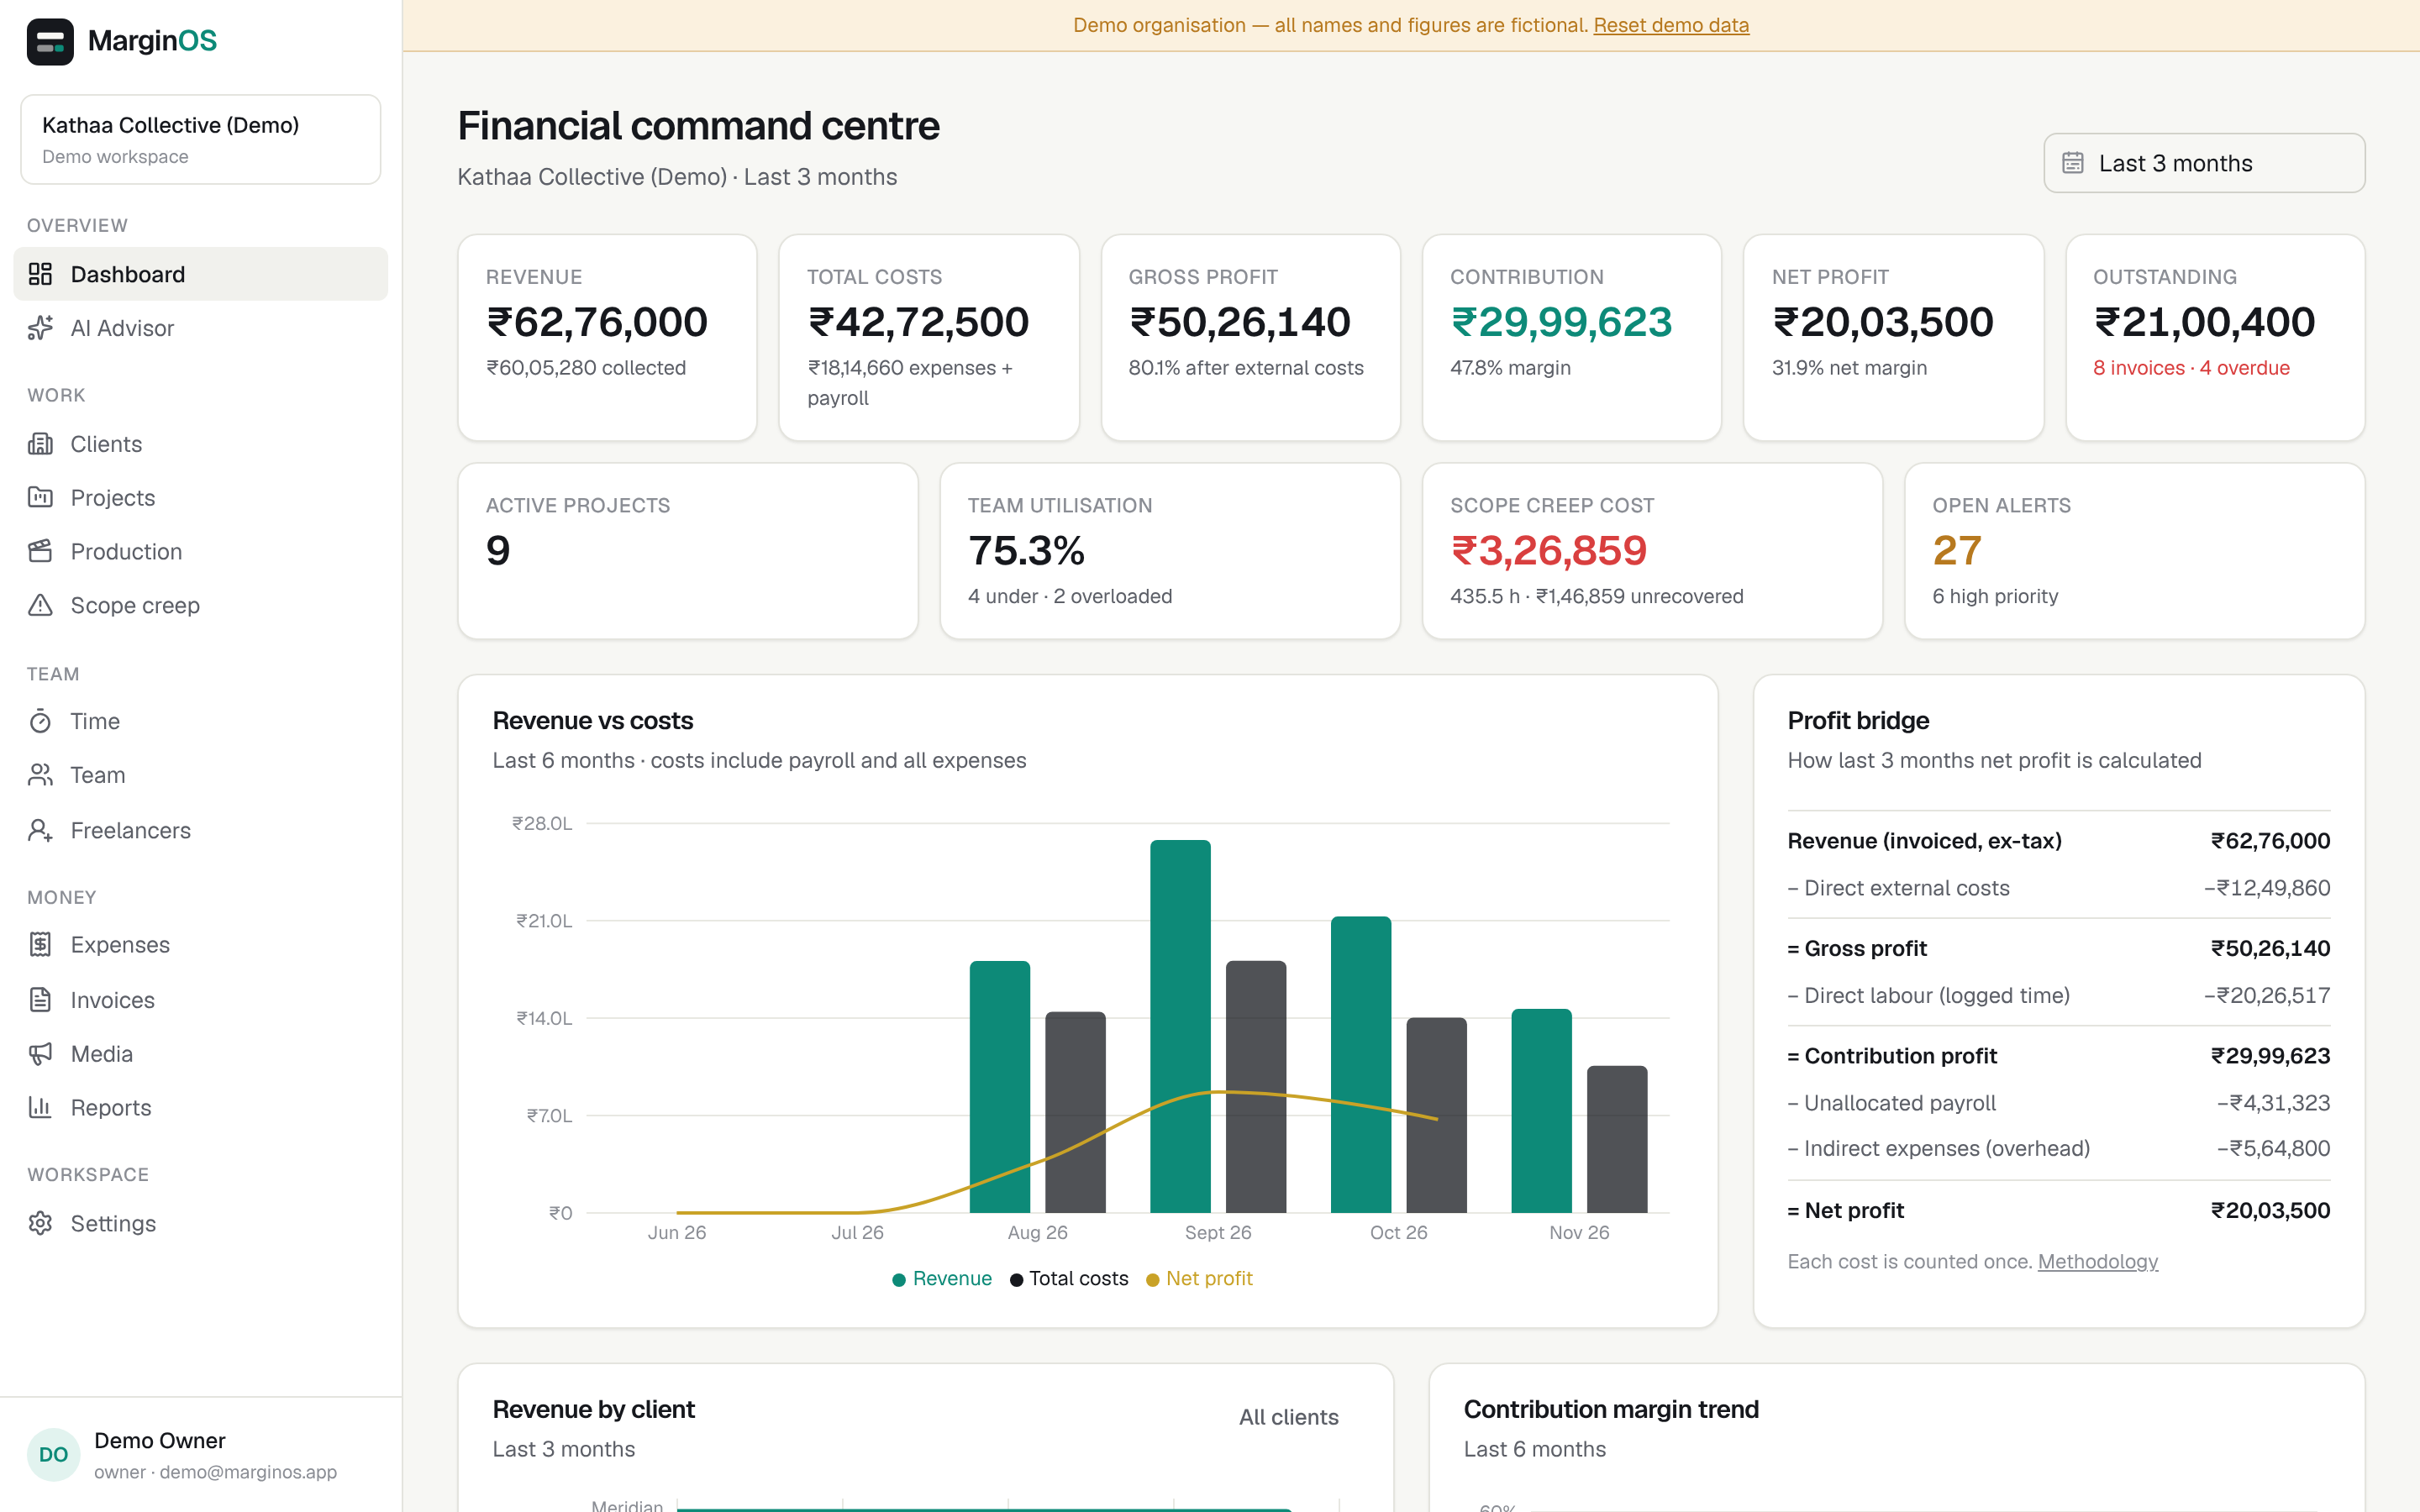 MarginOS
Kathaa Collective (Demo)
Demo workspace
OVERVIEW
Dashboard
AI Advisor
WORK
Clients
Projects
Production
Scope creep
TEAM
Time
Team
Freelancers
MONEY
Expenses
Invoices
Media
Reports
WORKSPACE
Settings
DO
Demo Owner
owner · demo@marginos.app
Demo organisation — all names and figures are fictional. Reset demo data
Financial command centre
Kathaa Collective (Demo) · Last 3 months
Last 3 months
REVENUE
₹62,76,000
₹60,05,280 collected
TOTAL COSTS
₹42,72,500
₹18,14,660 expenses +
payroll
GROSS PROFIT
₹50,26,140
80.1% after external costs
CONTRIBUTION
₹29,99,623
47.8% margin
NET PROFIT
₹20,03,500
31.9% net margin
OUTSTANDING
₹21,00,400
8 invoices · 4 overdue
ACTIVE PROJECTS
9
TEAM UTILISATION
75.3%
4 under · 2 overloaded
SCOPE CREEP COST
₹3,26,859
435.5 h · ₹1,46,859 unrecovered
OPEN ALERTS
27
6 high priority
Revenue vs costs
Last 6 months · costs include payroll and all expenses
₹28.0L
₹21.0L
₹14.0L
₹7.0L
₹0
Jun 26 Jul 26 Aug 26 Sept 26 Oct 26 Nov 26
Revenue Total costs Net profit
Profit bridge
How last 3 months net profit is calculated
Revenue (invoiced, ex-tax) ₹62,76,000
− Direct external costs −₹12,49,860
= Gross profit ₹50,26,140
− Direct labour (logged time) −₹20,26,517
= Contribution profit ₹29,99,623
− Unallocated payroll −₹4,31,323
− Indirect expenses (overhead) −₹5,64,800
= Net profit ₹20,03,500
Each cost is counted once. Methodology
Revenue by client
Last 3 months
All clients
Meridian
Contribution margin trend
Last 6 months
60%